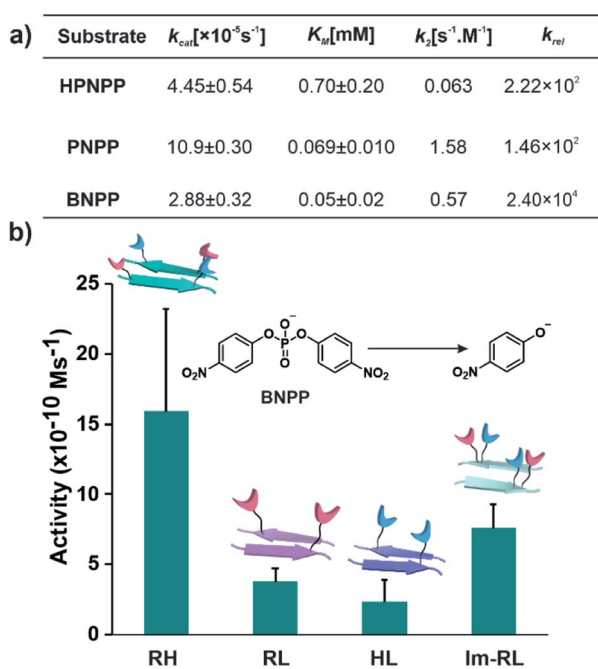 a) Substrate kcat[×10⁻⁵s⁻¹] KM[mM] k2[s⁻¹.M⁻¹] krel
HPNPP 4.45±0.54 0.70±0.20 0.063 2.22×10²
PNPP 10.9±0.30 0.069±0.010 1.58 1.46×10²
BNPP 2.88±0.32 0.05±0.02 0.57 2.40×10⁴
b)
Activity (x10⁻¹⁰ Ms⁻¹)
25
20
15
10
5
0
O⁻
O P O
O
O₂N NO₂
BNPP
O⁻
O₂N
RH RL HL Im-RL